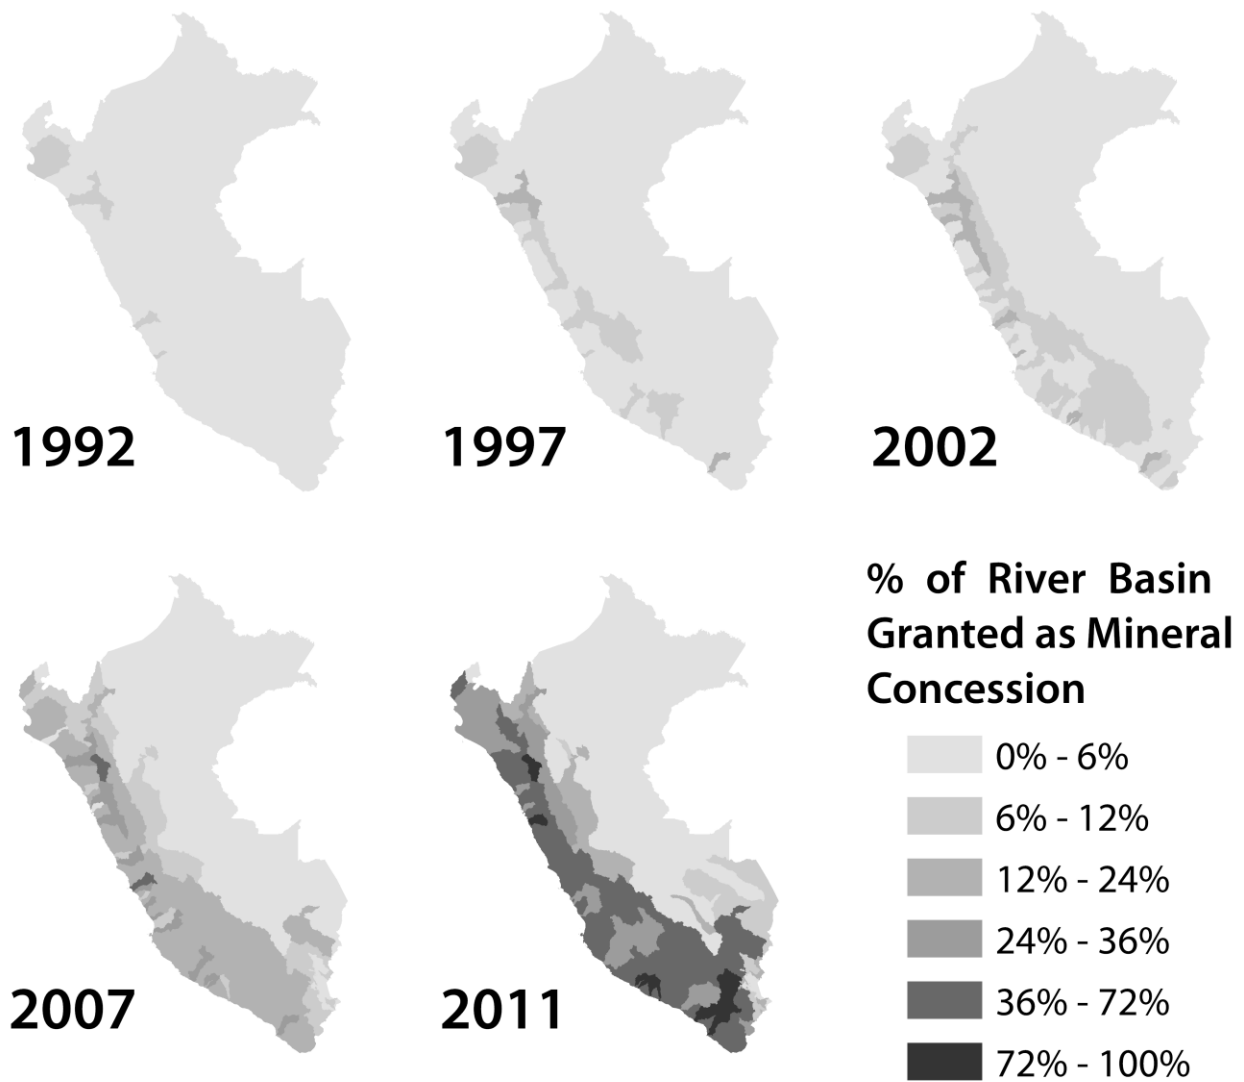 1992
1997
2002
2007
2011
% of River Basin
Granted as Mineral
Concession
0% - 6%
6% - 12%
12% - 24%
24% - 36%
36% - 72%
72% - 100%